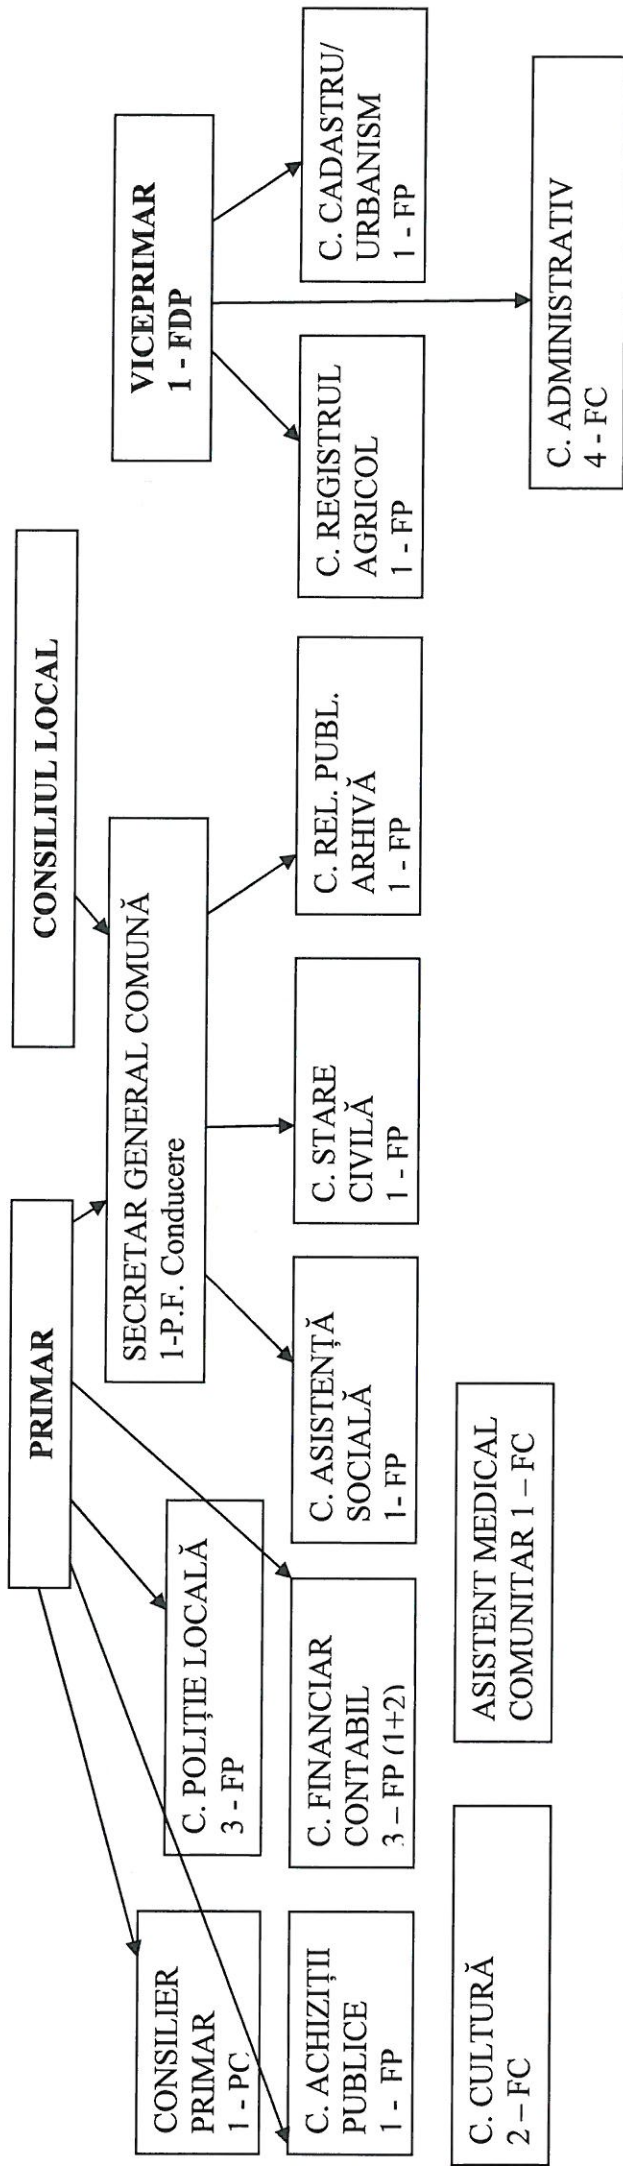 PRIMAR
CONSILIUL LOCAL
VICEPRIMAR
1 - FDP
SECRETAR GENERAL COMUNĂ
1-P.F. Conducere
CONSILIER
PRIMAR
1 - PC
C. POLIȚIE LOCALĂ
3 - FP
C. ACHIZIȚII
PUBLICE
1 - FP
C. FINANCIAR
CONTABIL
3 – FP (1+2)
C. ASISTENȚĂ
SOCIALĂ
1- FP
C. STARE
CIVILĂ
1 - FP
C. REL. PUBL.
ARHIVĂ
1 - FP
C. REGISTRUL
AGRICOL
1 - FP
C. CADASTRU/
URBANISM
1 - FP
C. CULTURĂ
2 – FC
ASISTENT MEDICAL
COMUNITAR 1 – FC
C. ADMINISTRATIV
4 - FC